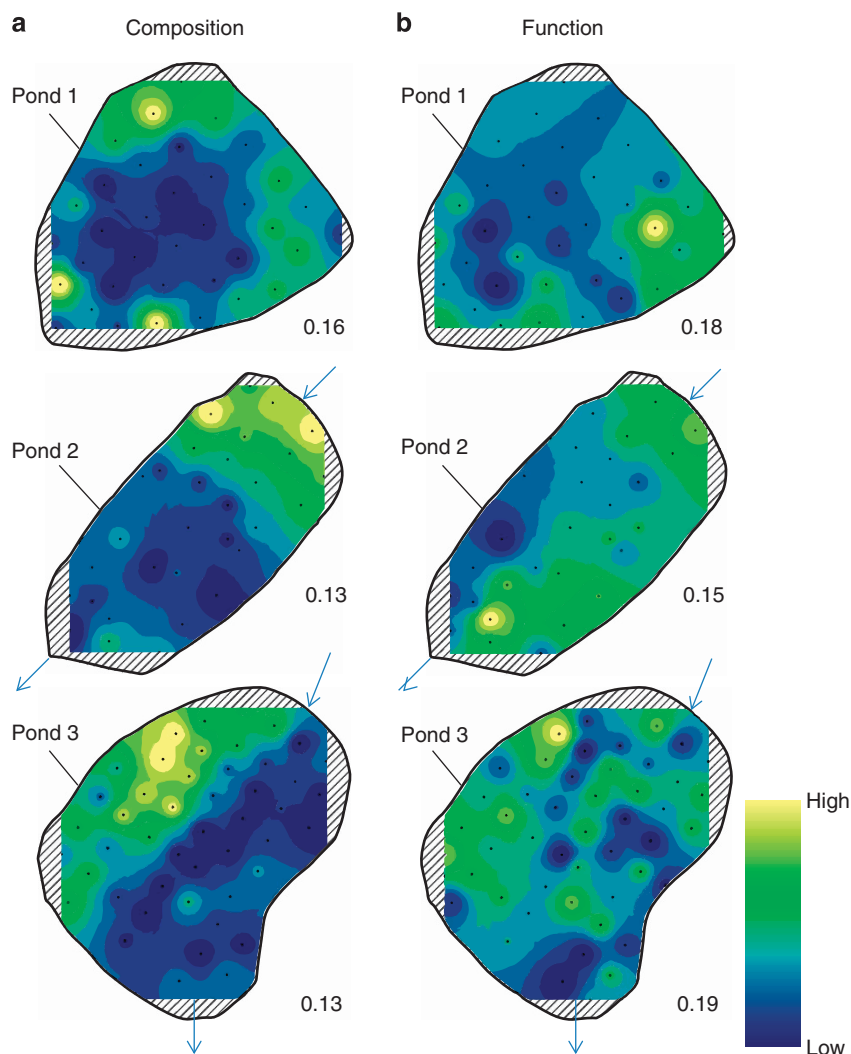 a Composition
b Function
Pond 1
Pond 1
0.16
0.18
Pond 2
Pond 2
0.13
0.15
Pond 3
Pond 3
High
0.13
0.19
Low